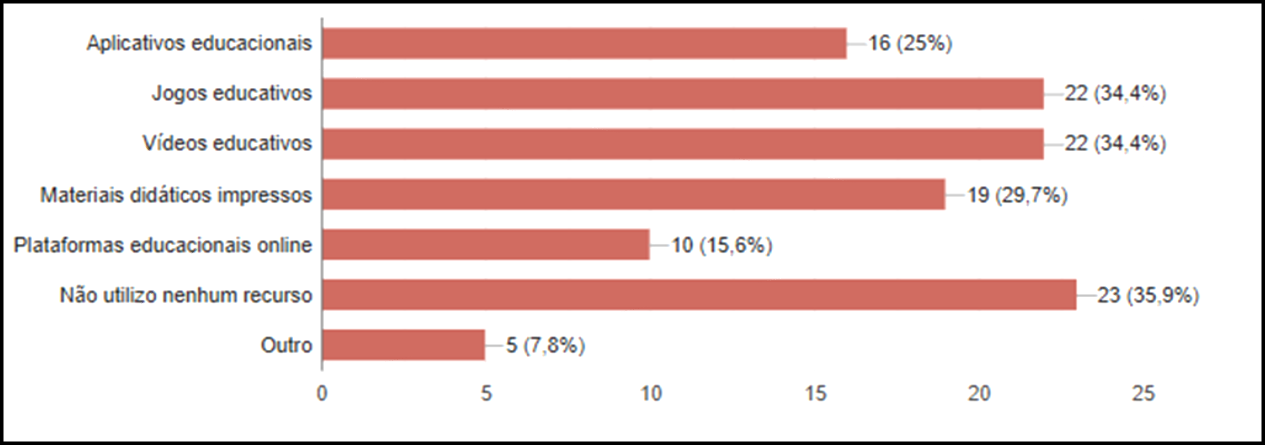 Aplicativos educacionais 16 (25%)
Jogos educativos 22 (34,4%)
Vídeos educativos 22 (34,4%)
Materiais didáticos impressos 19 (29,7%)
Plataformas educacionais online 10 (15,6%)
Não utilizo nenhum recurso 23 (35,9%)
Outro 5 (7,8%)
0 5 10 15 20 25